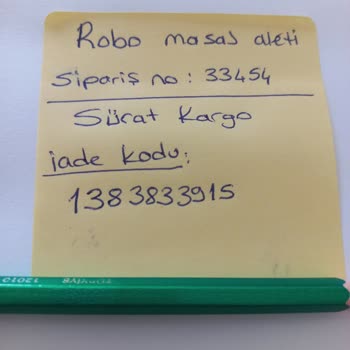 Robo masaj aleti
Sipariş no: 33454
Sürat Kargo
iade kodu:
1383833915